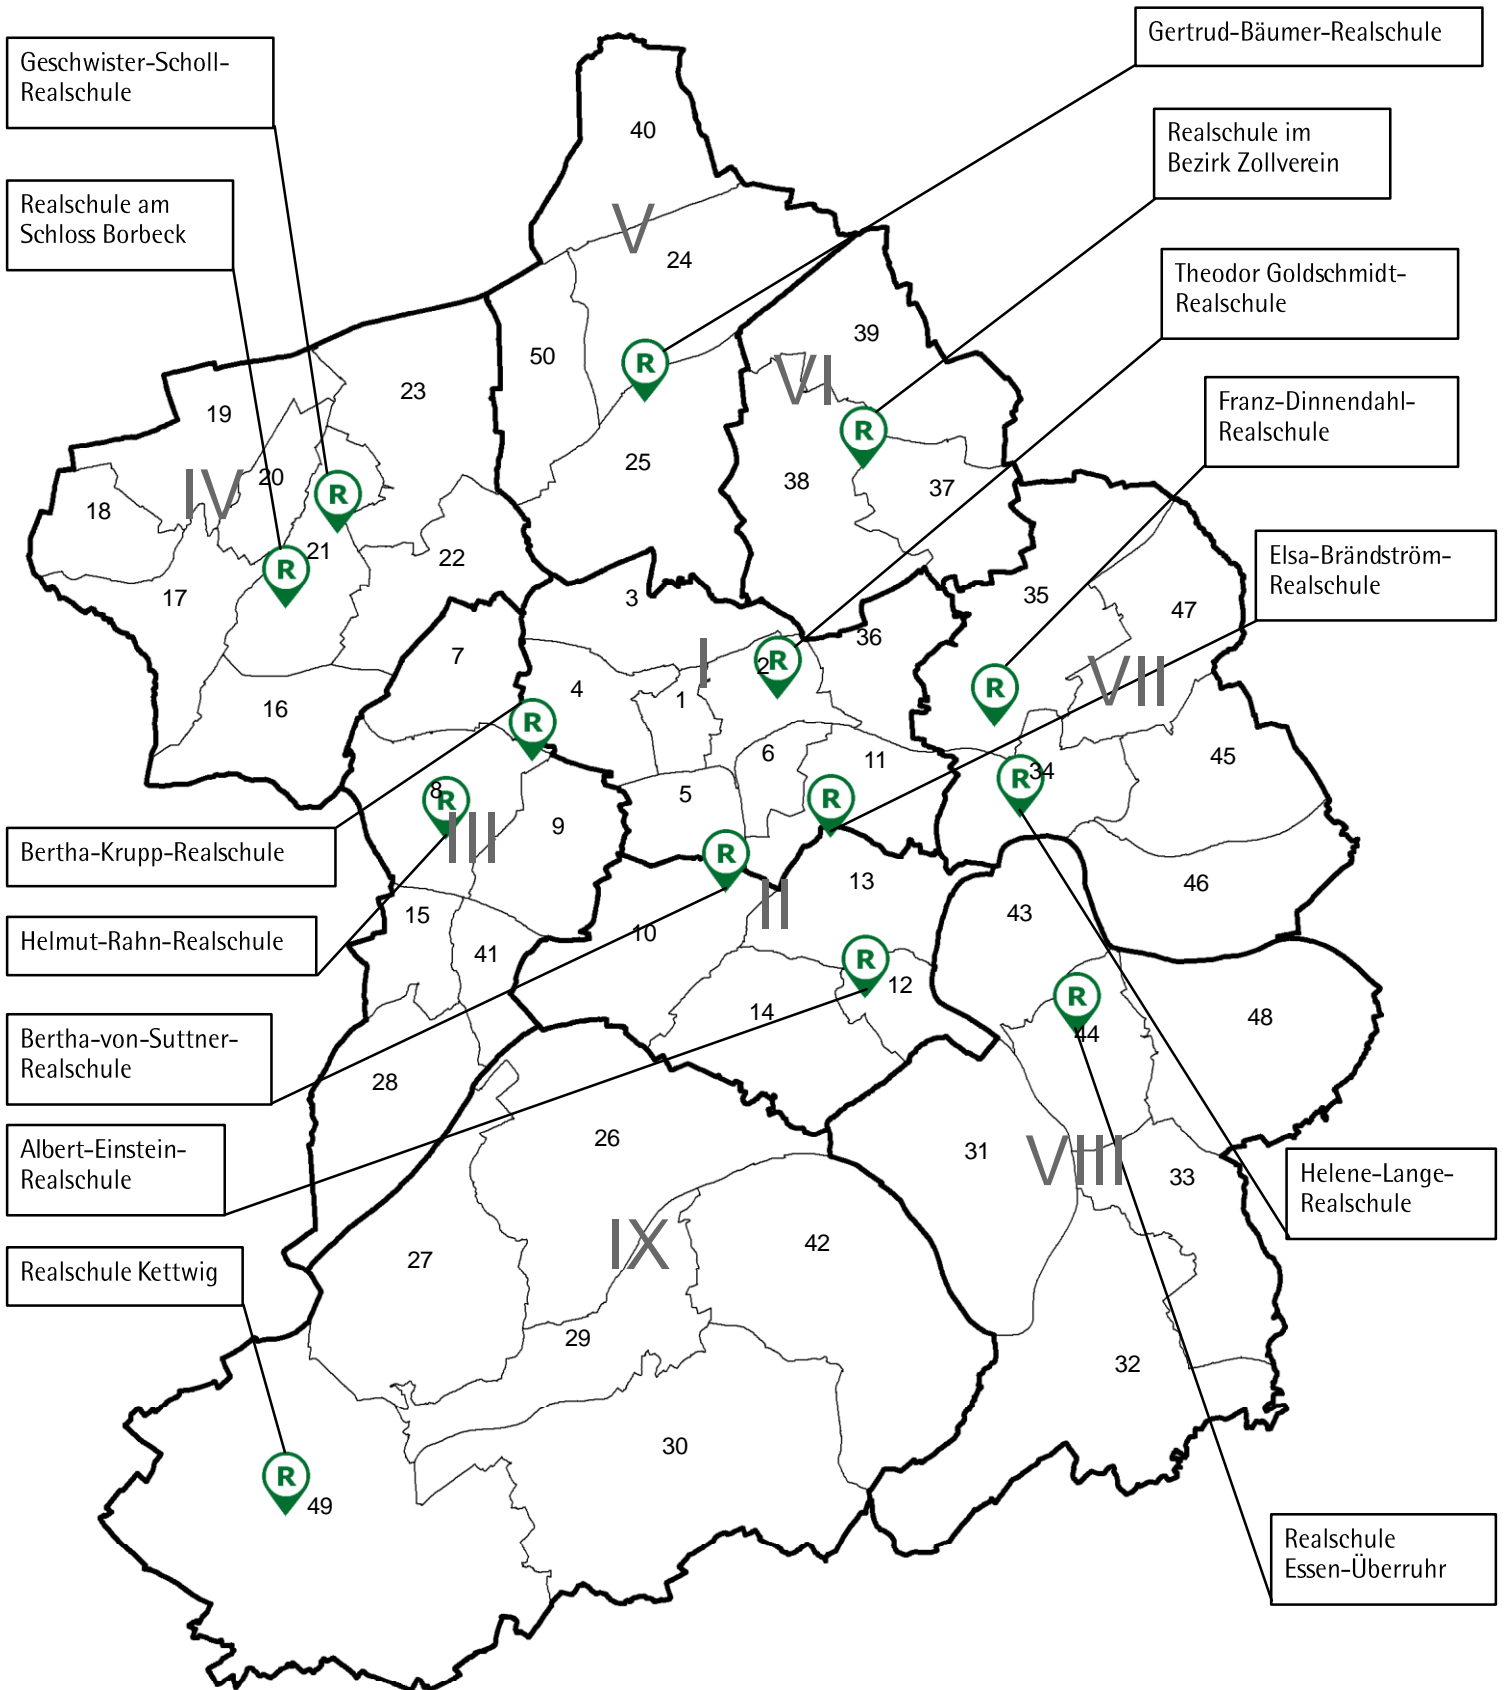 Gertrud-Bäumer-Realschule
Geschwister-Scholl-
Realschule
Realschule im
Bezirk Zollverein
40
Realschule am
Schloss Borbeck
V
24
Theodor Goldschmidt-
Realschule
39
50
R
VI
23
Franz-Dinnendahl-
Realschule
19
R
25
38
37
20
IV
R
18
Elsa-Brändström-
Realschule
21
22
R
17
3
35
47
36
7
I
2
R
VII
4
1
R
16
R
6
11
45
34
R
8
R
5
R
9
III
Bertha-Krupp-Realschule
R
13
46
II
15
43
10
Helmut-Rahn-Realschule
41
R
12
R
14
48
44
Bertha-von-Suttner-
Realschule
28
26
31
Albert-Einstein-
Realschule
VIII
33
Helene-Lange-
Realschule
IX
42
27
Realschule Kettwig
29
32
30
R
49
Realschule
Essen-Überruhr